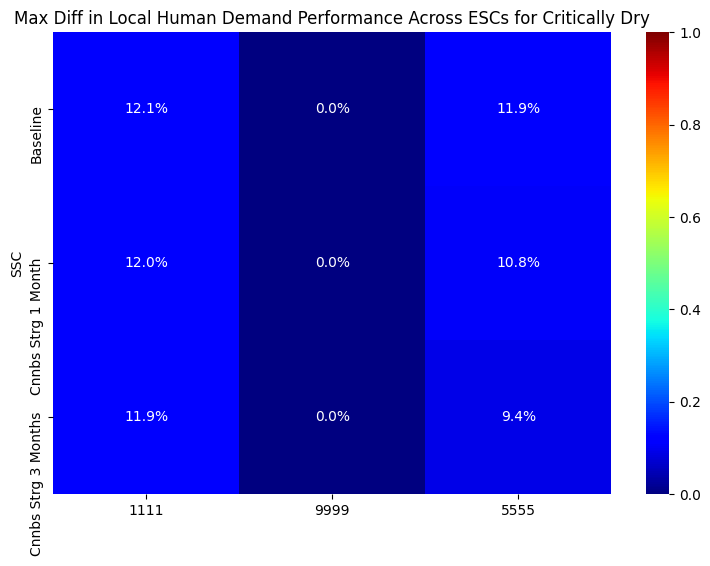 Max Diff in Local Human Demand Performance Across ESCs for Critically Dry
SSC
Baseline
12.1% 0.0% 11.9%
Cnnbs Strg 1 Month
12.0% 0.0% 10.8%
Cnnbs Strg 3 Months
11.9% 0.0% 9.4%
1111 9999 5555
1.0
0.8
0.6
0.4
0.2
0.0